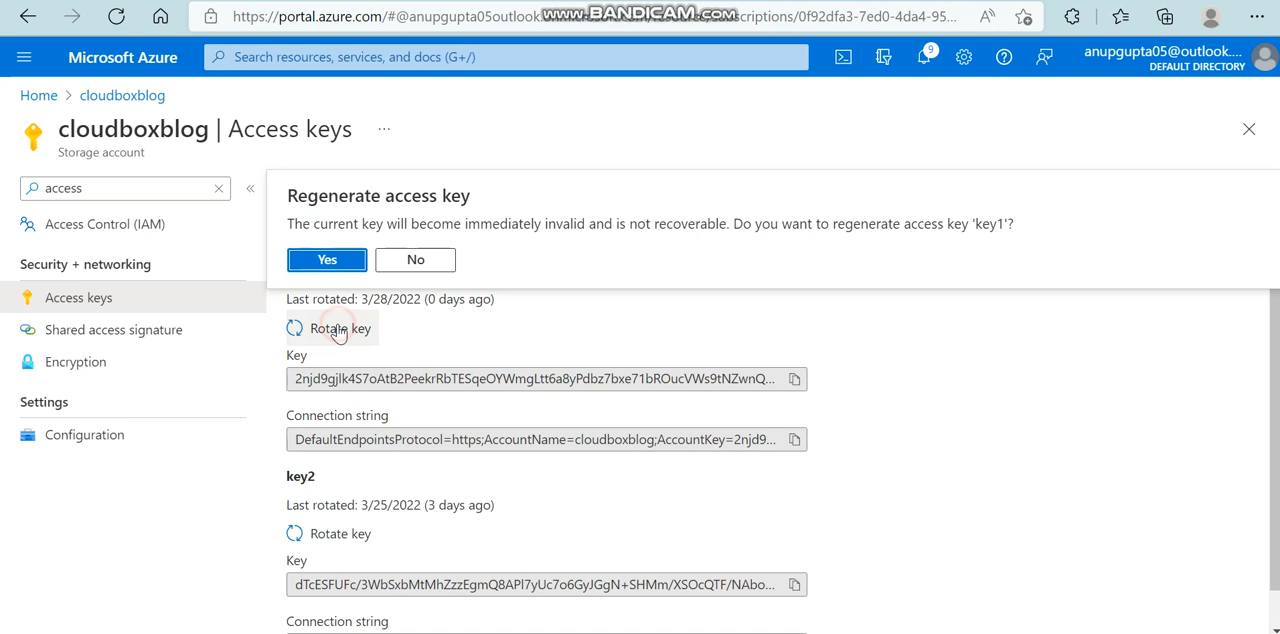 https://portal.azure.com/#@anupgupta05outlook.
subscriptions/0f92dfa3-7ed0-4da4-95...
www.BANDICAM.com
Microsoft Azure
Search resources, services, and docs (G+/)
9
anupgupta05@outlook....
DEFAULT DIRECTORY
Home > cloudboxblog
cloudboxblog | Access keys ...
Storage account
access
Access Control (IAM)
Security + networking
Access keys
Shared access signature
Encryption
Settings
Configuration
Regenerate access key
The current key will become immediately invalid and is not recoverable. Do you want to regenerate access key 'key1'?
Yes
No
Last rotated: 3/28/2022 (0 days ago)
Rotate key
Key
2njd9gjlk4S7oAtB2PeekrRbTESqeOYWmgLtt6a8yPdbz7bxe71bROucVWs9tNZwnQ...
Connection string
DefaultEndpointsProtocol=https;AccountName=cloudboxblog;AccountKey=2njd9...
key2
Last rotated: 3/25/2022 (3 days ago)
Rotate key
Key
dTcESFUFc/3WbSxbMtMhZzzEgmQ8API7yUc7o6GyJGgN+SHMm/XSOcQTF/NAbo...
Connection string